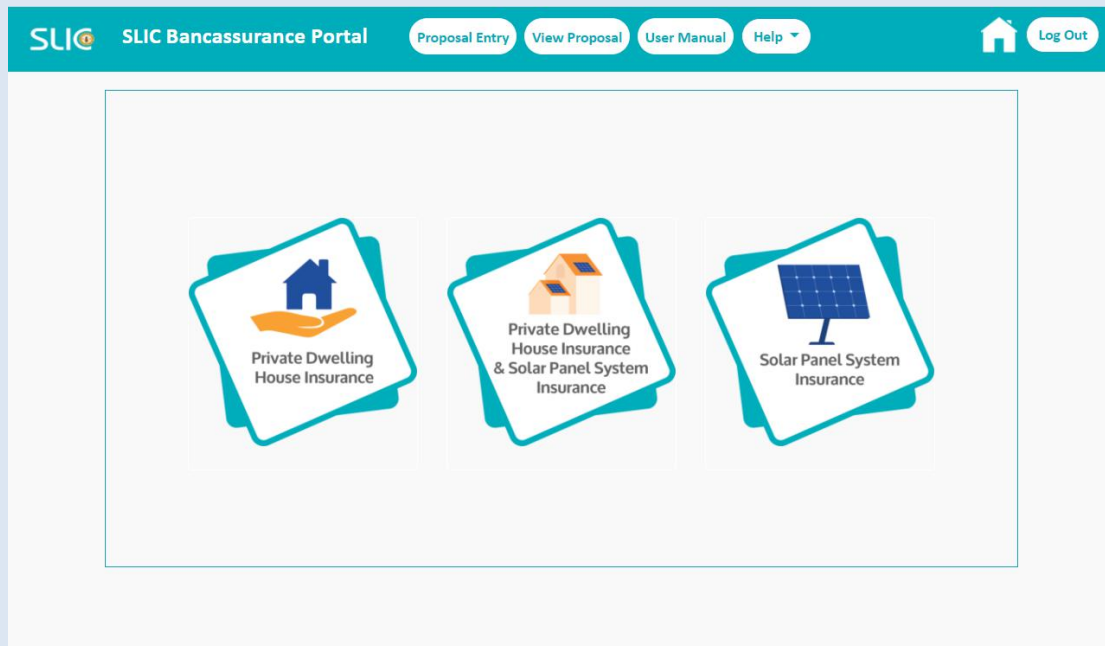 SLIC
SLIC Bancassurance Portal
Proposal Entry
View Proposal
User Manual
Help
Log Out
Private Dwelling
House Insurance
Private Dwelling
House Insurance
& Solar Panel System
Insurance
Solar Panel System
Insurance